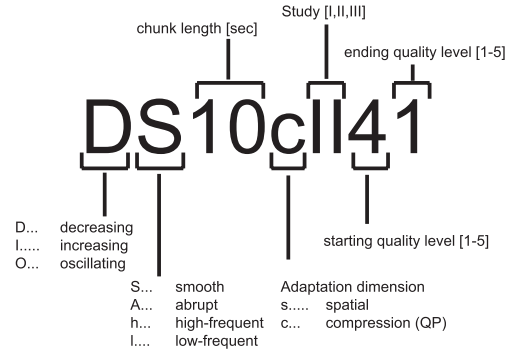 Study [I,II,III]
chunk length [sec]
ending quality level [1-5]
DS10cII41
starting quality level [1-5]
D... decreasing
I..... increasing
O... oscillating
S... smooth
A... abrupt
h... high-frequent
l.... low-frequent
Adaptation dimension
s..... spatial
c... compression (QP)